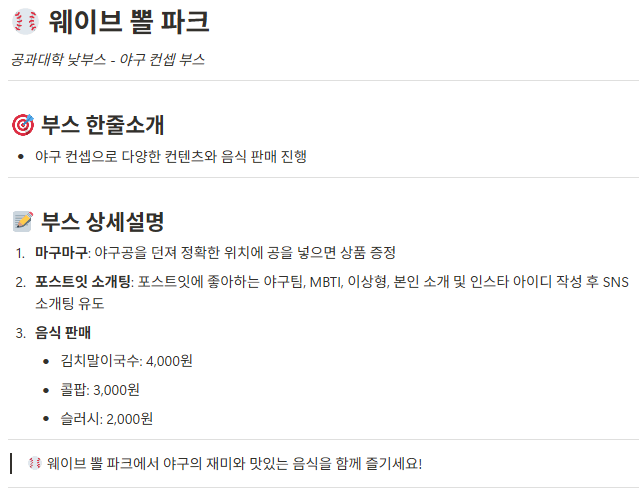 ⚾ 웨이브 뽈 파크
공과대학 낮부스 - 야구 컨셉 부스
🎯 부스 한줄소개
• 야구 컨셉으로 다양한 컨텐츠와 음식 판매 진행
📝 부스 상세설명
1. 마구마구: 야구공을 던져 정확한 위치에 공을 넣으면 상품 증정
2. 포스트잇 소개팅: 포스트잇에 좋아하는 야구팀, MBTI, 이상형, 본인 소개 및 인스타 아이디 작성 후 SNS
소개팅 유도
3. 음식 판매
• 김치말이국수: 4,000원
• 콜팝: 3,000원
• 슬러시: 2,000원
⚾ 웨이브 뽈 파크에서 야구의 재미와 맛있는 음식을 함께 즐기세요!